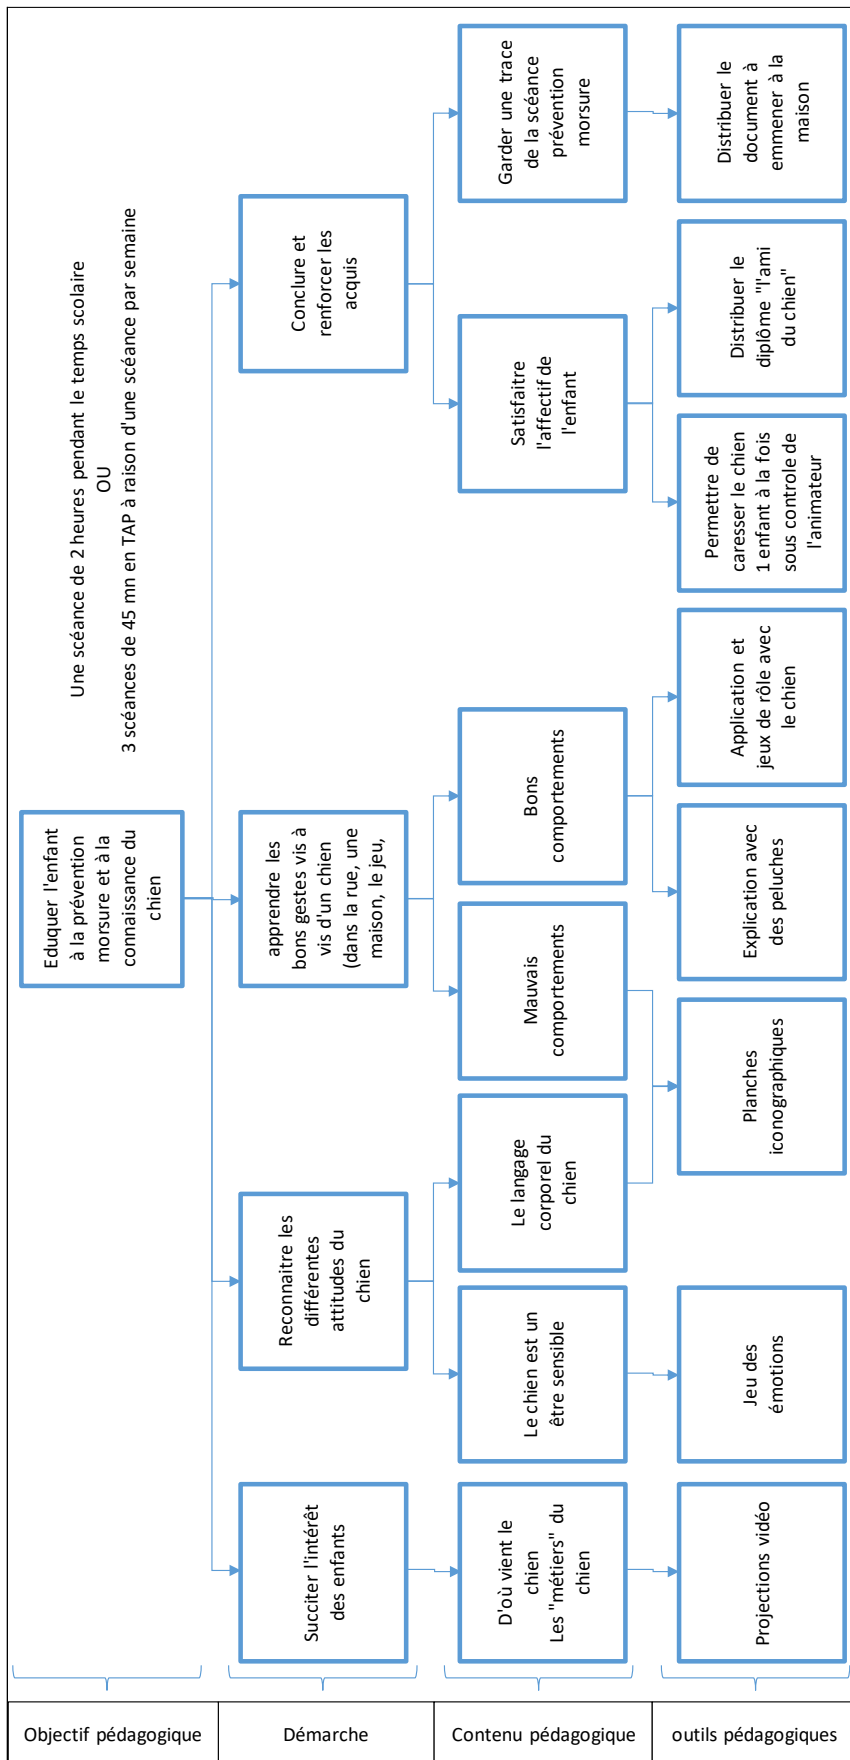 Objectif pédagogique
Eduquer l'enfant
à la prévention
morsure et à la
connaissance du
chien
Une scéance de 2 heures pendant le temps scolaire
OU
3 scéances de 45 mn en TAP à raison d'une scéance par semaine
Démarche
Succiter l'intérêt
des enfants
Reconnaitre les
différentes
attitudes du
chien
apprendre les
bons gestes vis à
vis d'un chien
(dans la rue, une
maison, le jeu,
Conclure et
renforcer les
acquis
Contenu pédagogique
D'où vient le
chien
Les "métiers" du
chien
Le chien est un
être sensible
Le langage
corporel du
chien
Mauvais
comportements
Bons
comportements
Satisfaitre
l'affectif de
l'enfant
Garder une trace
de la scéance
prévention
morsure
outils pédagogiques
Projections vidéo
Jeu des
émotions
Planches
iconographiques
Explication avec
des peluches
Application et
jeux de rôle avec
le chien
Permettre de
caresser le chien
1 enfant à la fois
sous controle de
l'animateur
Distribuer le
diplôme "l'ami
du chien"
Distribuer le
document à
emmener à la
maison